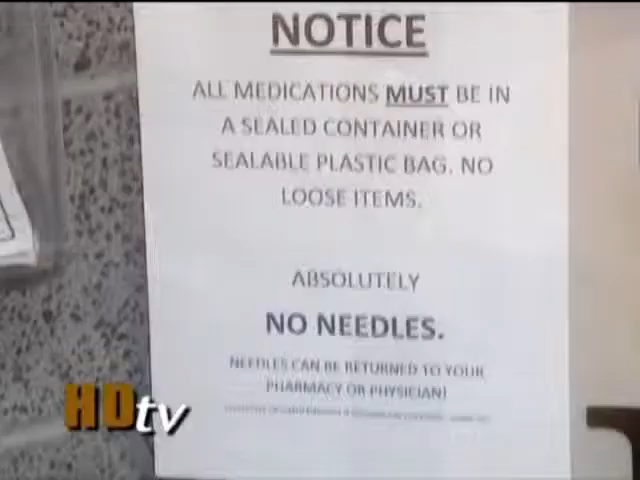 NOTICE
ALL MEDICATIONS MUST BE IN
A SEALED CONTAINER OR
SEALABLE PLASTIC BAG. NO
LOOSE ITEMS.
ABSOLUTELY
NO NEEDLES.
NEEDLES CAN BE RETURNED TO YOUR
PHARMACY OR PHYSICIAN!
HDtv